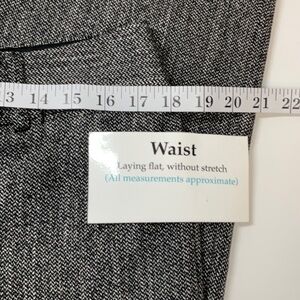 13 14 15 16 17 18 19 20 21 22
Waist
Laying flat, without stretch
(All measurements approximate)